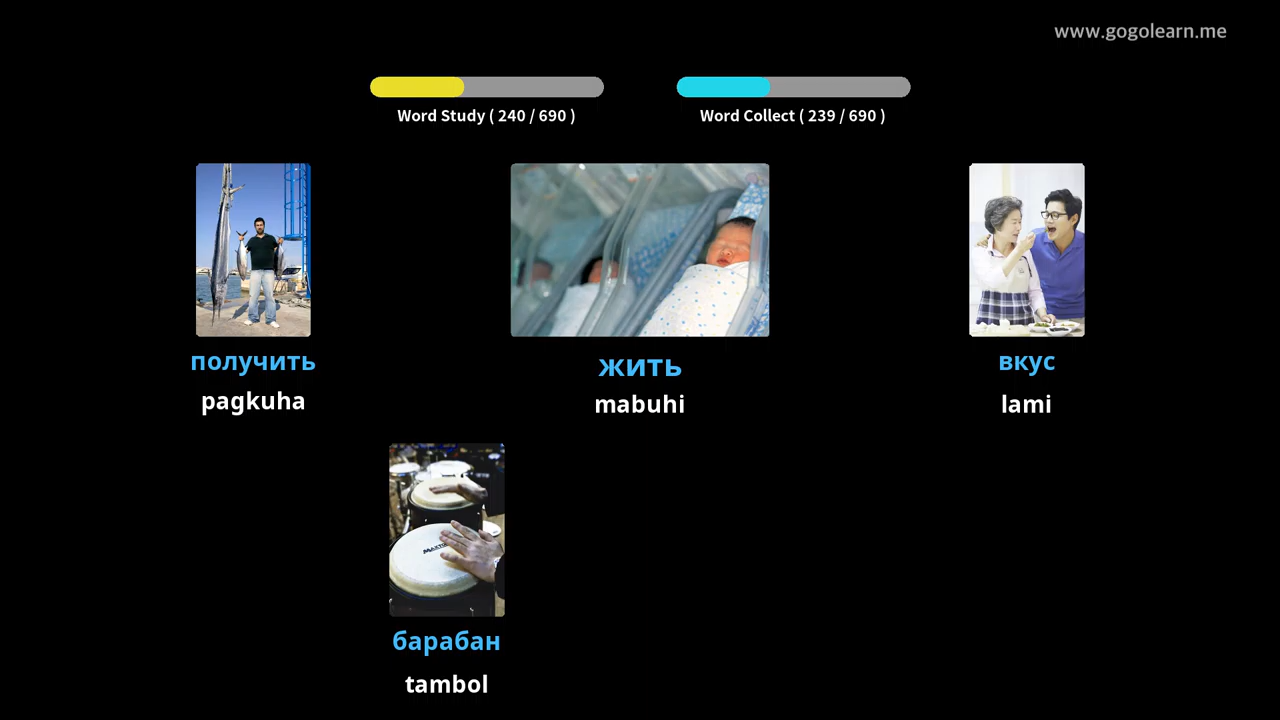 www.gogolearn.me
Word Study ( 240 / 690 )
Word Collect ( 239 / 690 )
получить
pagkuha
жить
mabuhi
вкус
lami
барабан
tambol